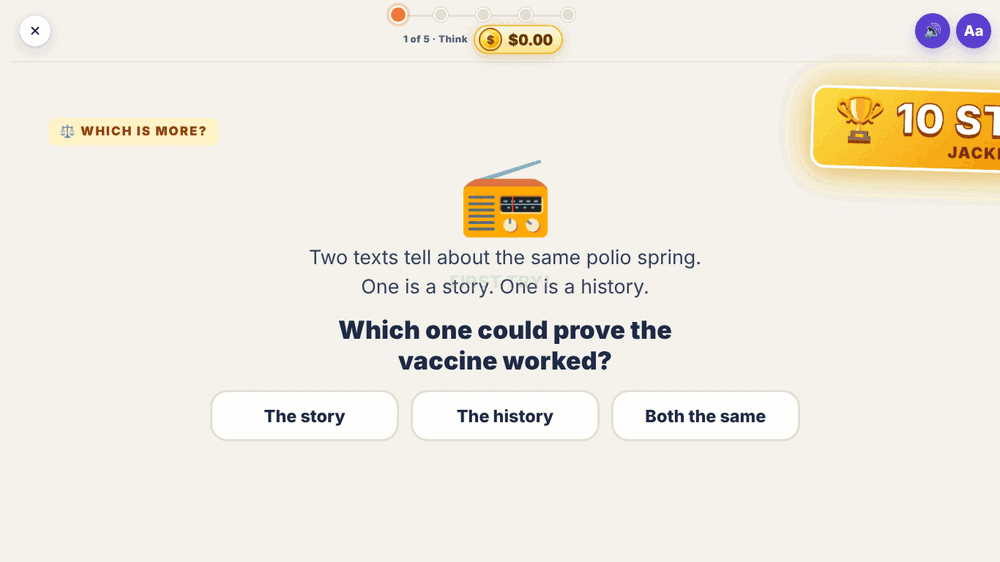 1 of 5 · Think
$ $0.00
Aa
⚖️ WHICH IS MORE?
🏆 10 ST
JACK
Two texts tell about the same polio spring.
FIRST TRY!
One is a story. One is a history.
Which one could prove the
vaccine worked?
The story
The history
Both the same